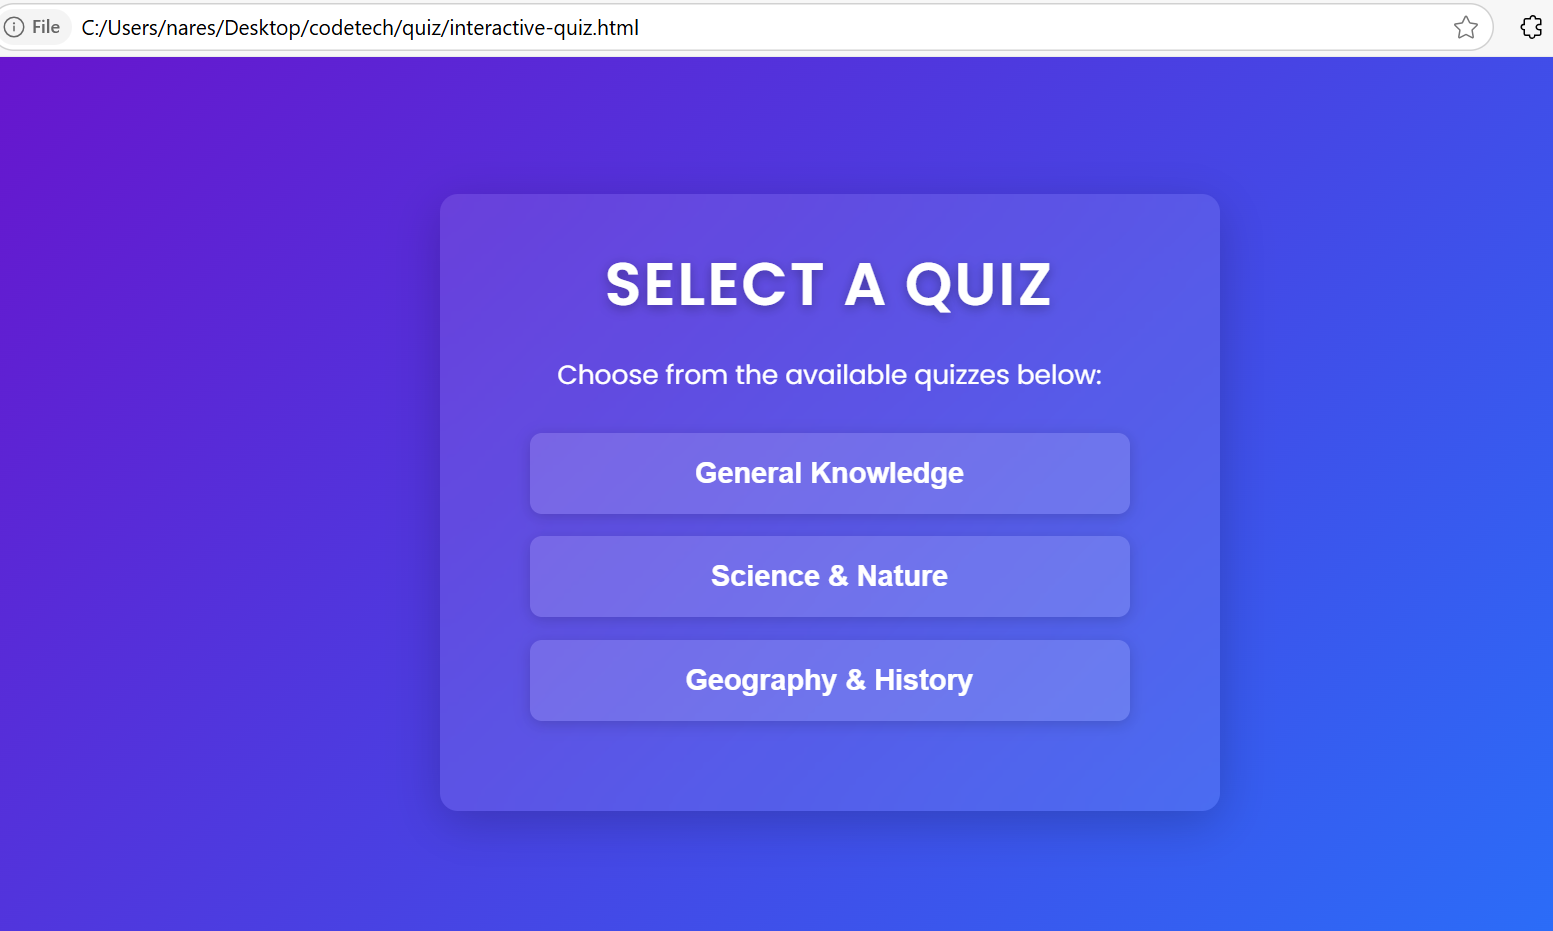 File C:/Users/nares/Desktop/codetech/quiz/interactive-quiz.html
SELECT A QUIZ
Choose from the available quizzes below:
General Knowledge
Science & Nature
Geography & History